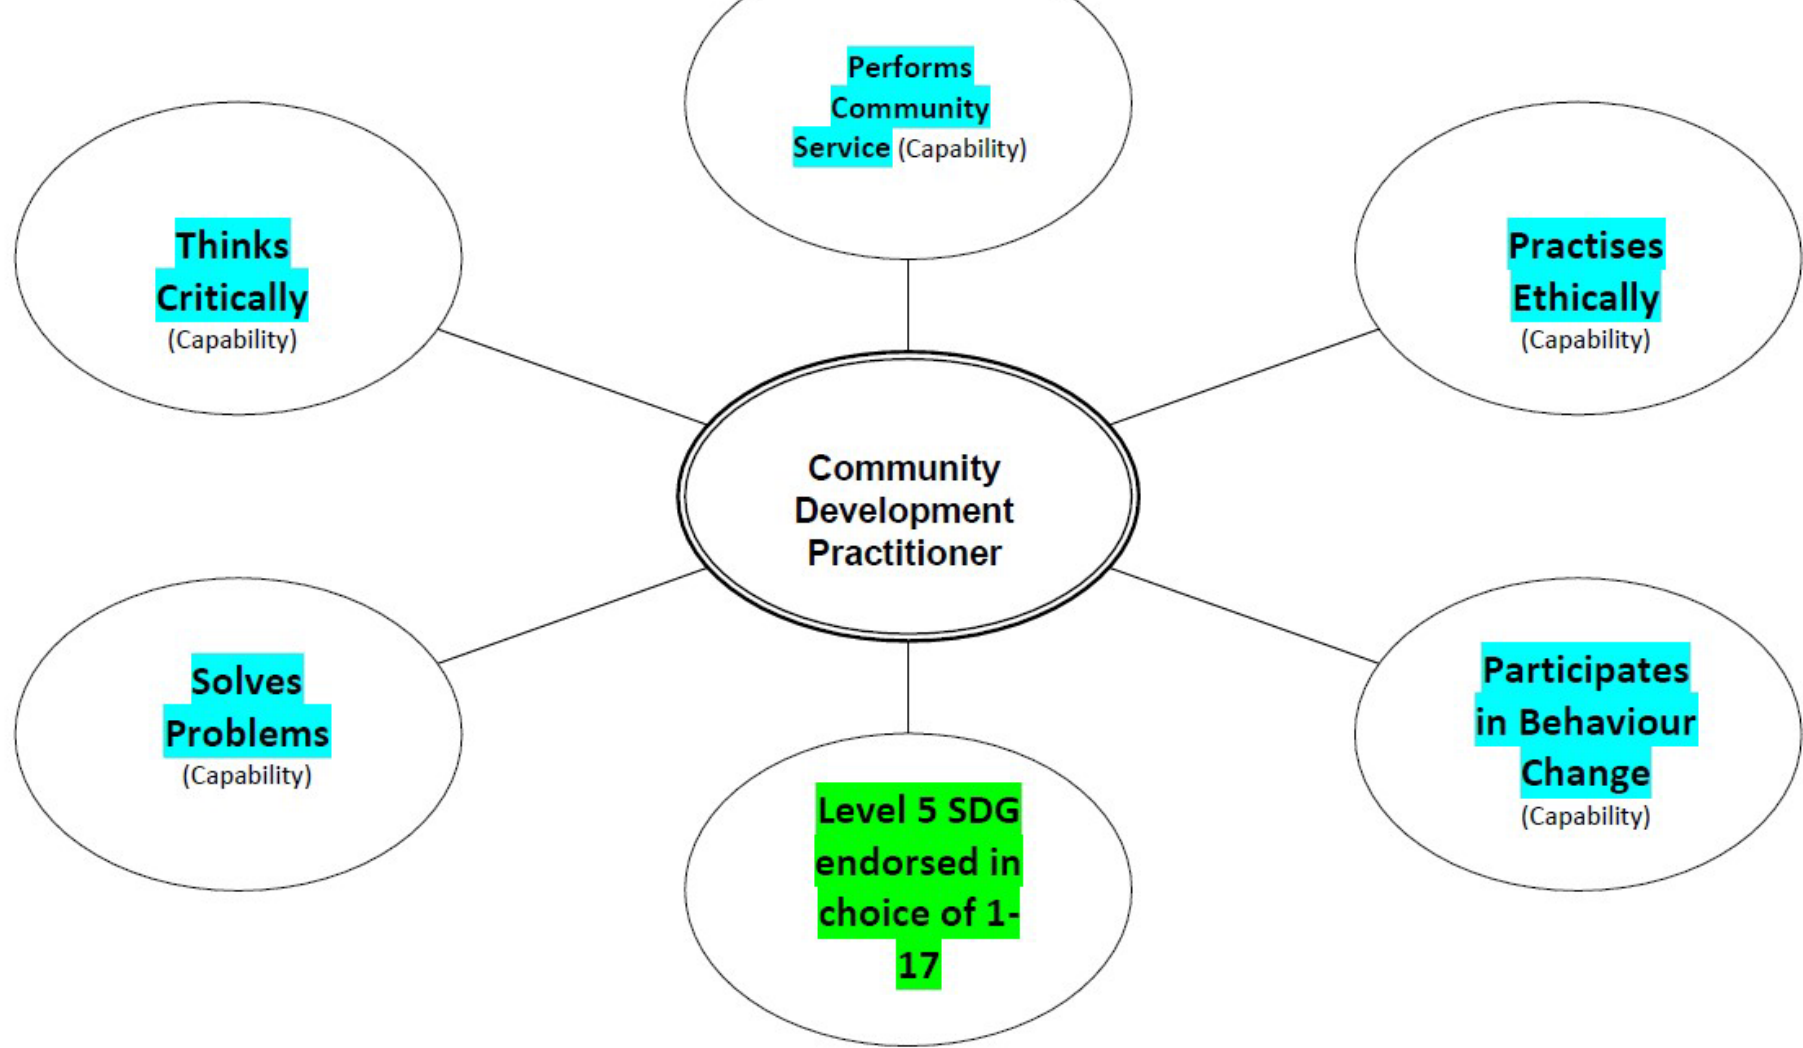 Performs
Community
Service (Capability)
Thinks
Critically
(Capability)
Practises
Ethically
(Capability)
Community
Development
Practitioner
Solves
Problems
(Capability)
Participates
in Behaviour
Change
(Capability)
Level 5 SDG
endorsed in
choice of 1-
17